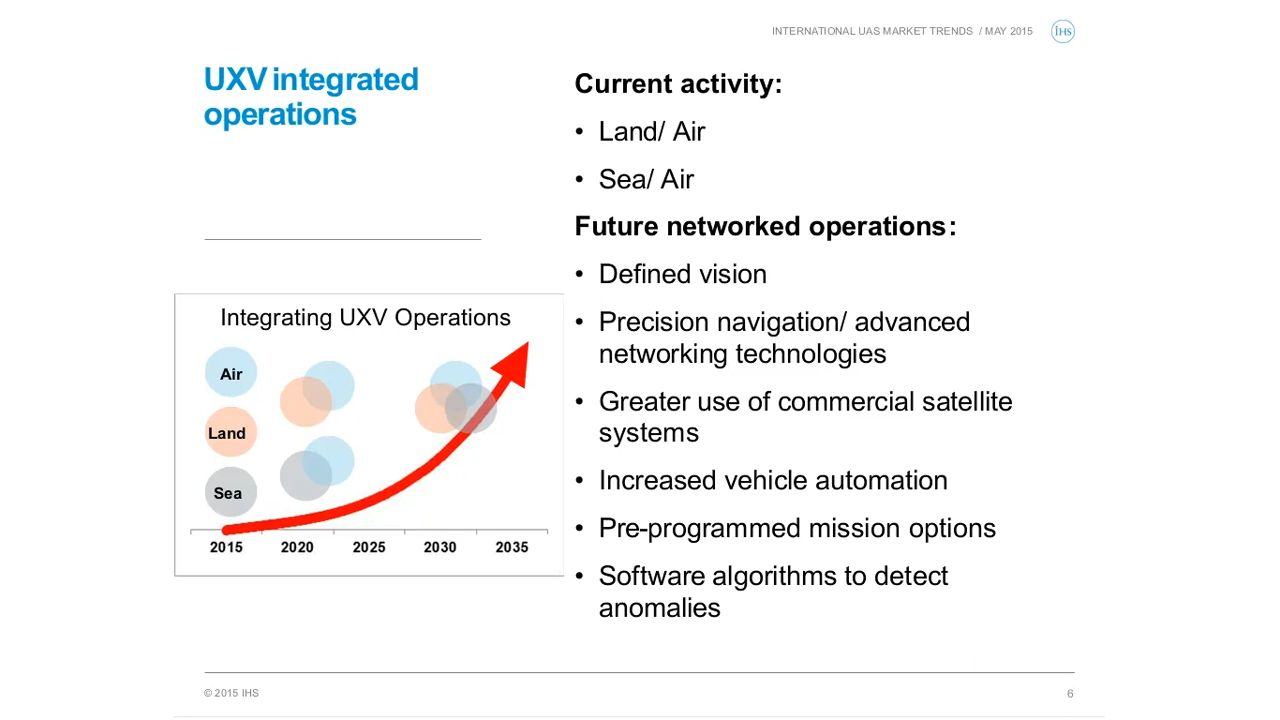 INTERNATIONAL UAS MARKET TRENDS / MAY 2015
IHS
UXV integrated
operations
Current activity:
• Land/ Air
• Sea/ Air
Future networked operations:
• Defined vision
• Precision navigation/ advanced
networking technologies
• Greater use of commercial satellite
systems
• Increased vehicle automation
• Pre-programmed mission options
• Software algorithms to detect
anomalies
Integrating UXV Operations
Air
Land
Sea
2015 2020 2025 2030 2035
© 2015 IHS
6